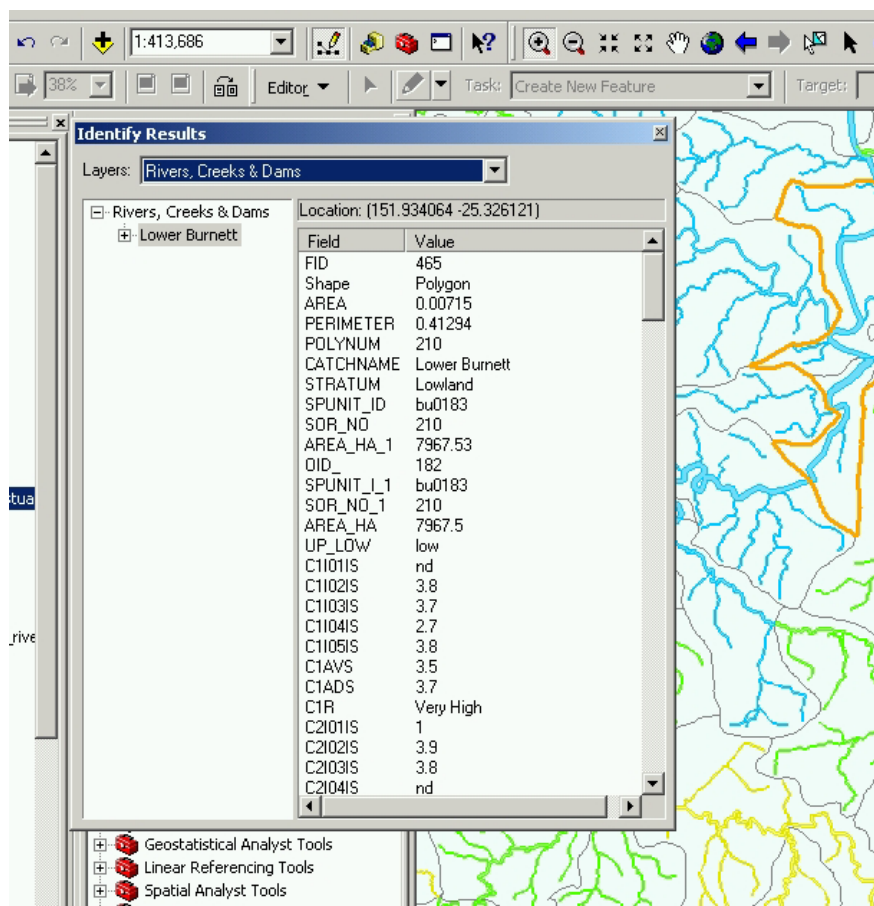 1:413,686
38%
Editor
Task:
Create New Feature
Target:
Identify Results
Layers:
Rivers, Creeks & Dams
Rivers, Creeks & Dams
Lower Burnett
Location: (151.934064 -25.326121)
Field Value
FID 465
Shape Polygon
AREA 0.00715
PERIMETER 0.41294
POLYNUM 210
CATCHNAME Lower Burnett
STRATUM Lowland
SPUNIT_ID bu0183
SOR_NO 210
AREA_HA_1 7967.53
OID_ 182
SPUNIT_I_1 bu0183
SOR_NO_1 210
AREA_HA 7967.5
UP_LOW low
C1I01IS nd
C1I02IS 3.8
C1I03IS 3.7
C1I04IS 2.7
C1I05IS 3.8
C1AVS 3.5
C1ADS 3.7
C1R Very High
C2I01IS 1
C2I02IS 3.9
C2I03IS 3.8
C2I04IS nd
stua
_rive
Geostatistical Analyst Tools
Linear Referencing Tools
Spatial Analyst Tools